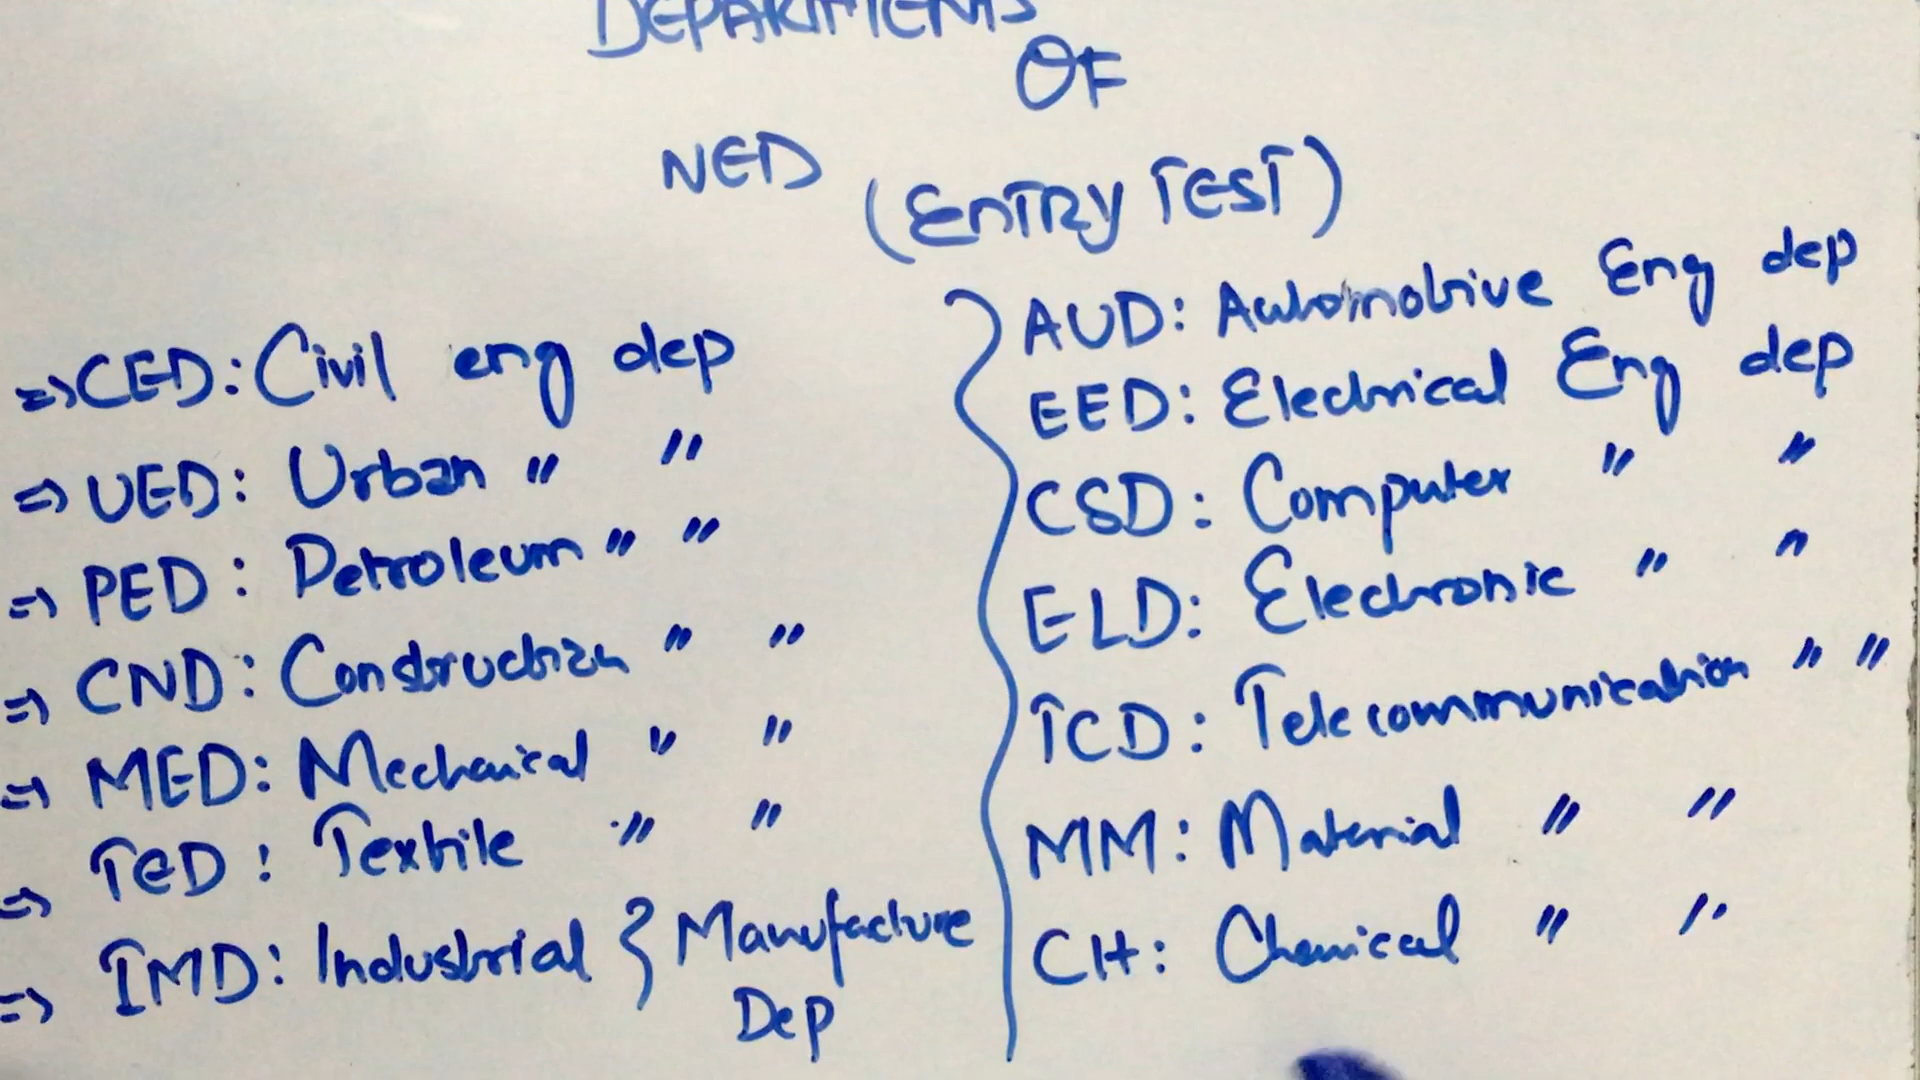 DEPARTMENTS
OF
NED
(ENTRY TEST)
=> CED: Civil eng dep
=> UED: Urban " "
=> PED: Petroleum " "
=> CND: Construction " "
=> MED: Mechanical " "
=> TED: Textile " "
=> IMD: Industrial } Manufacture
Dep
AUD: Automotive Eng dep
EED: Electrical Eng dep
CSD: Computer " "
ELD: Electronic " "
TCD: Telecommunication " "
MM: Material " "
CH: Chemical " "